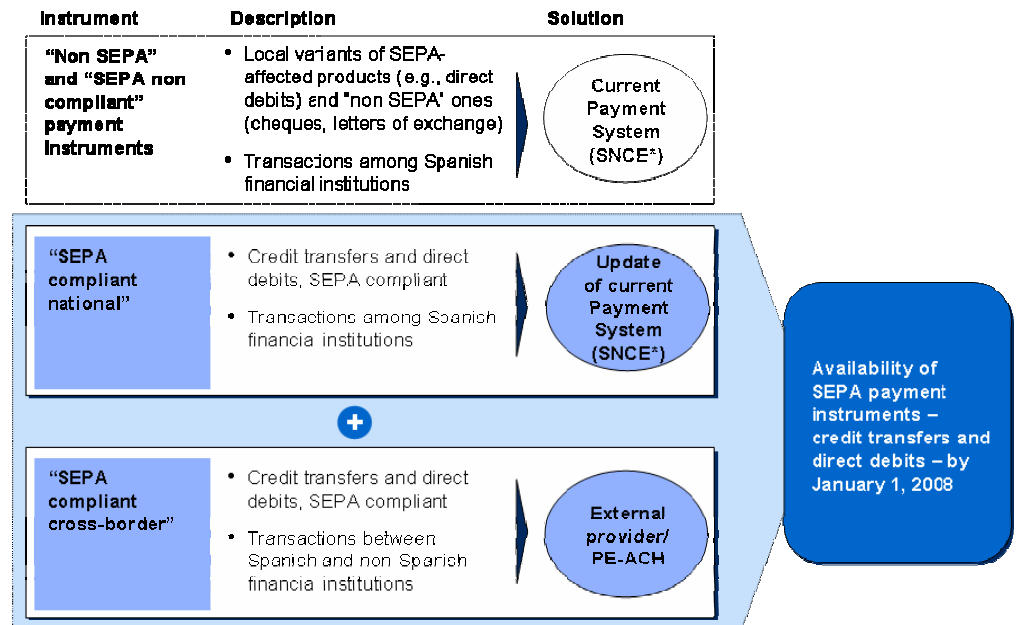 Instrument
Description
Solution
“Non SEPA”
and “SEPA non
compliant”
payment
Instruments
• Local variants of SEPA-
affected products (e.g., direct
debits) and "non SEPA" ones
(cheques, letters of exchange)
• Transactions among Spanish
financial institutions
Current
Payment
System
(SNCE*)
“SEPA
compliant
national”
• Credit transfers and direct
debits, SEPA compliant
• Transactions among Spanish
financia institutions
Update
of current
Payment
System
(SNCE*)
+
“SEPA
compliant
cross-border”
• Credit transfers and direct
debits, SEPA compliant
• Transactions between
Spanish and non Spanish
financia institutions
External
provider/
PE-ACH
Availability of
SEPA payment
instruments –
credit transfers and
direct debits – by
January 1, 2008